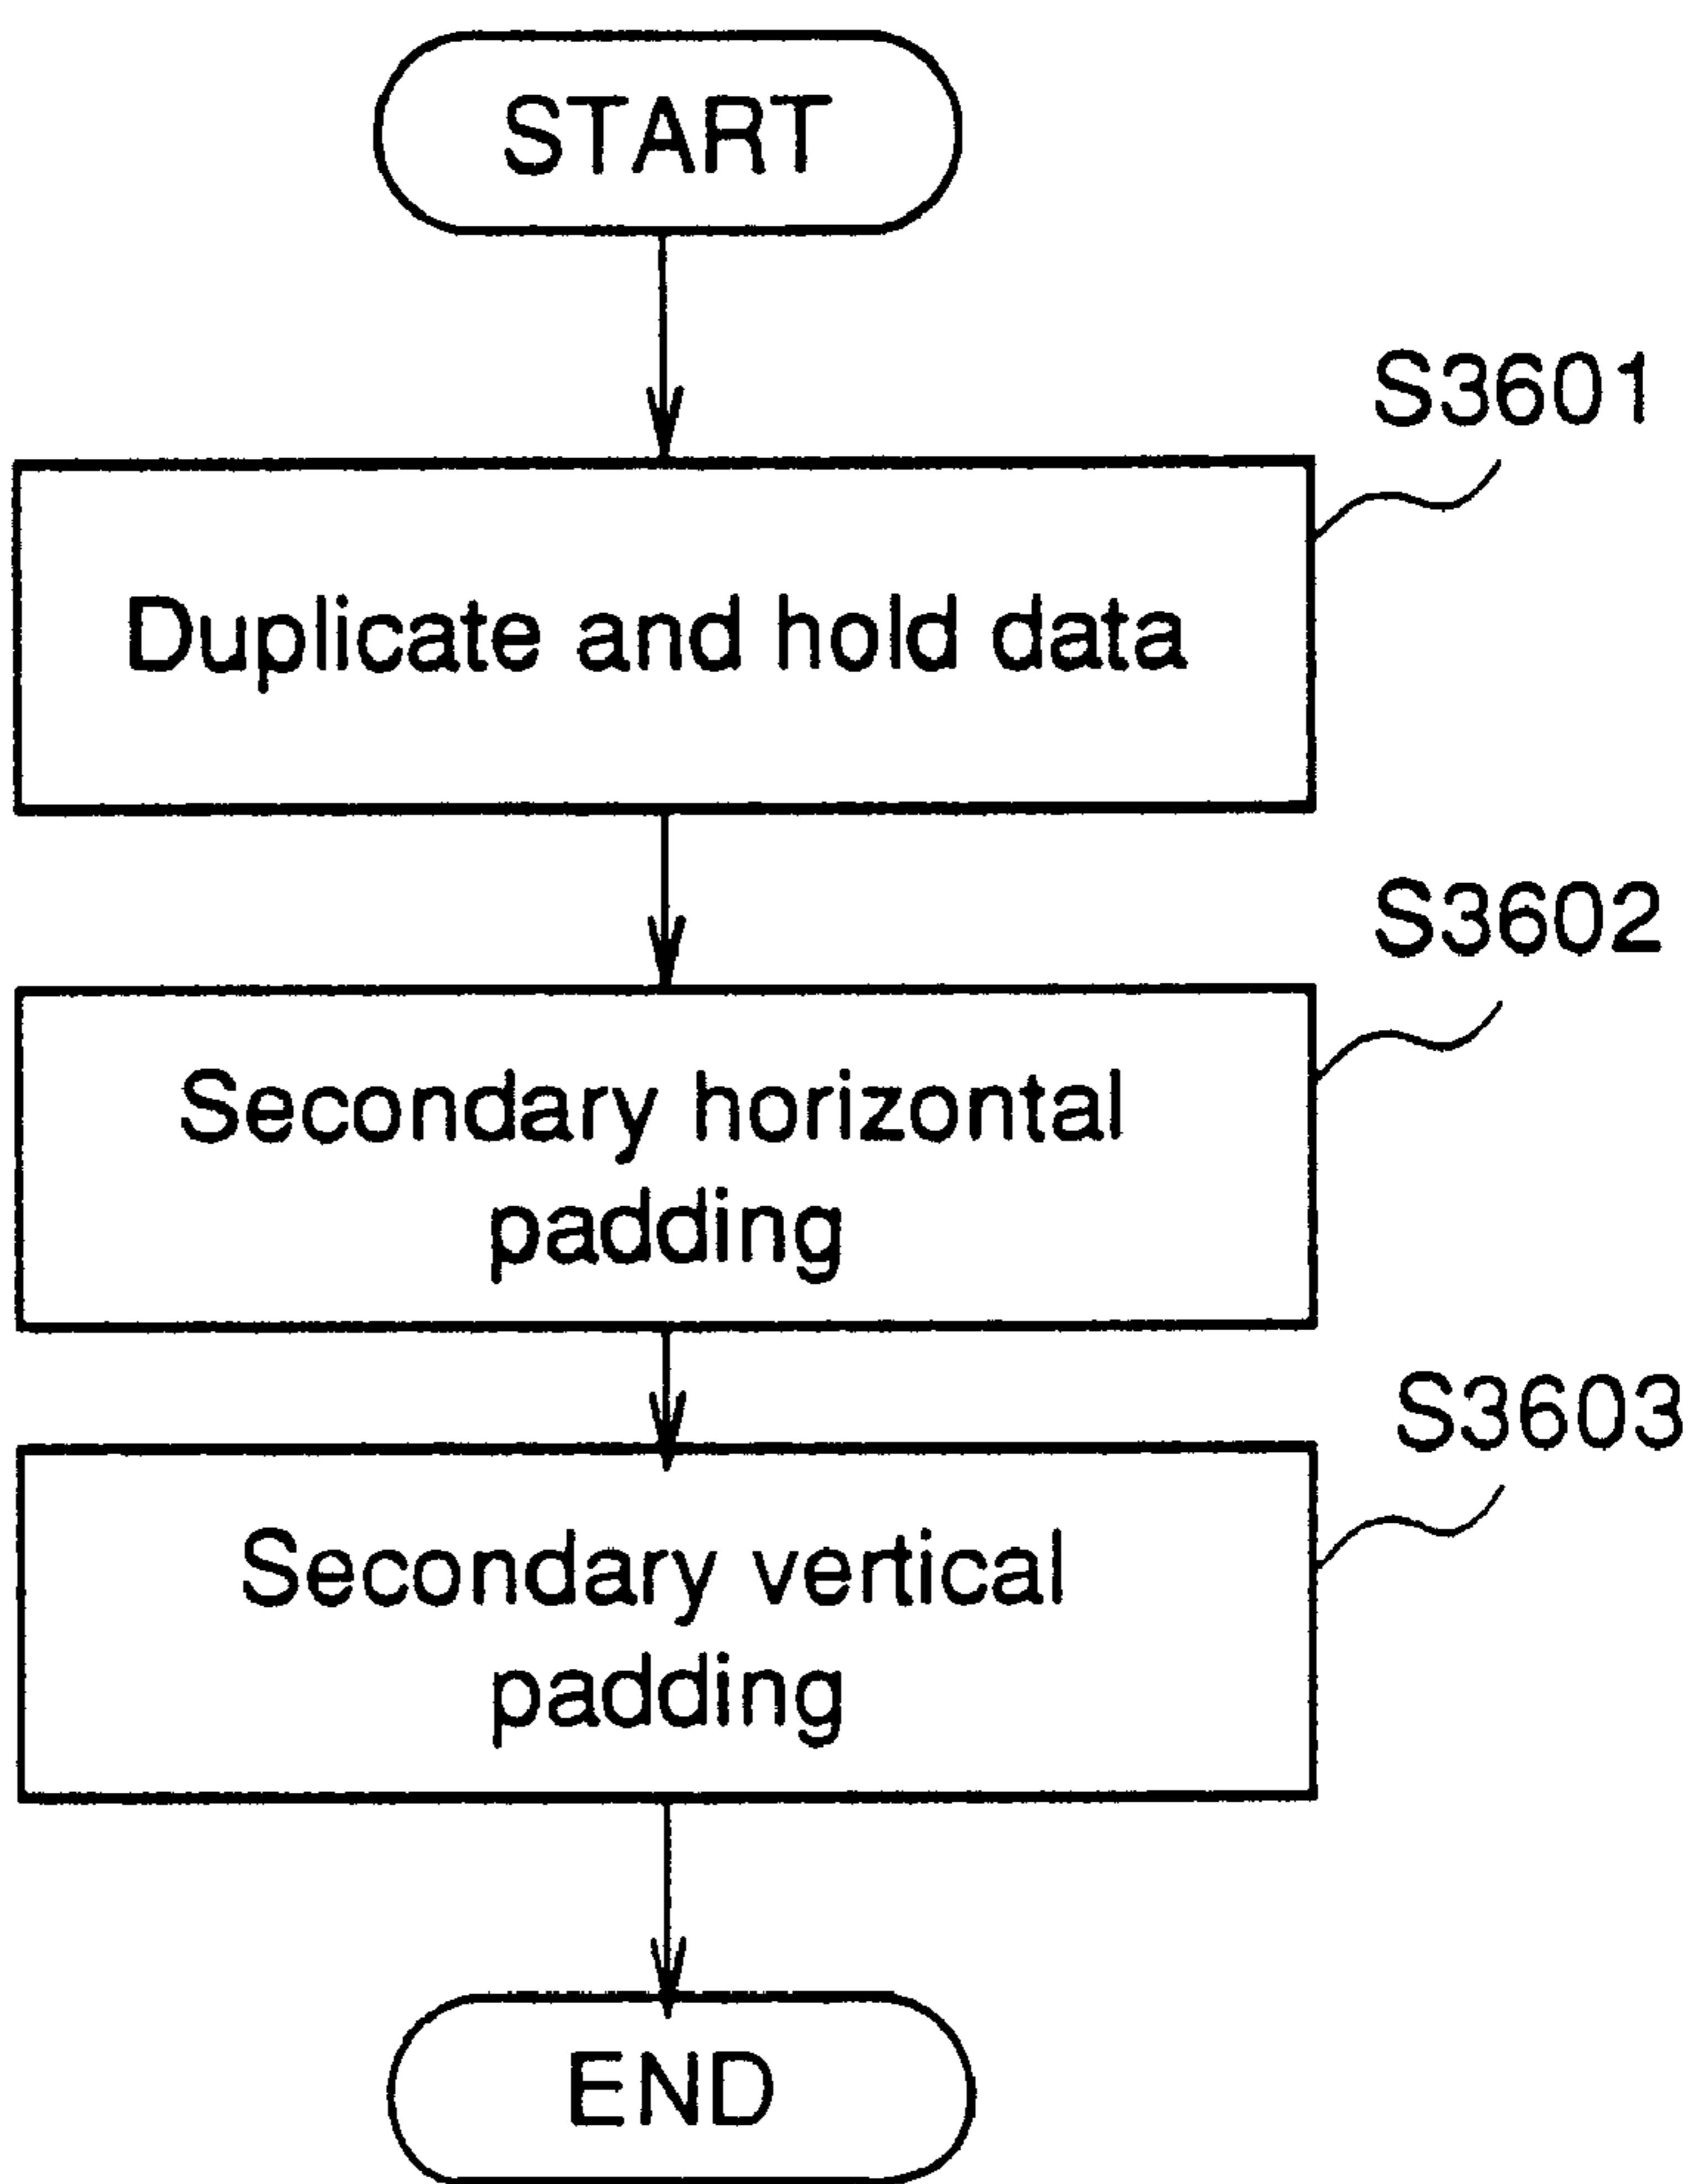 START
S3601
Duplicate and hold data
S3602
Secondary horizontal
padding
S3603
Secondary vertical
padding
END